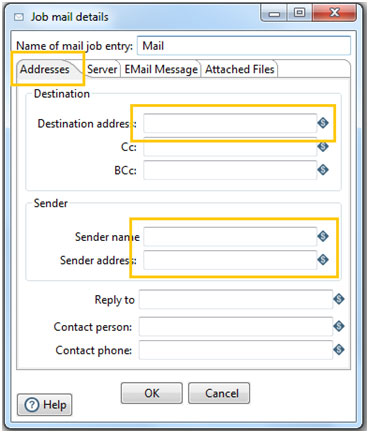 Job mail details
Name of mail job entry: Mail
Addresses Server EMail Message Attached Files
Destination
Destination address:
Cc:
BCc:
Sender
Sender name
Sender address:
Reply to
Contact person:
Contact phone:
OK Cancel
Help